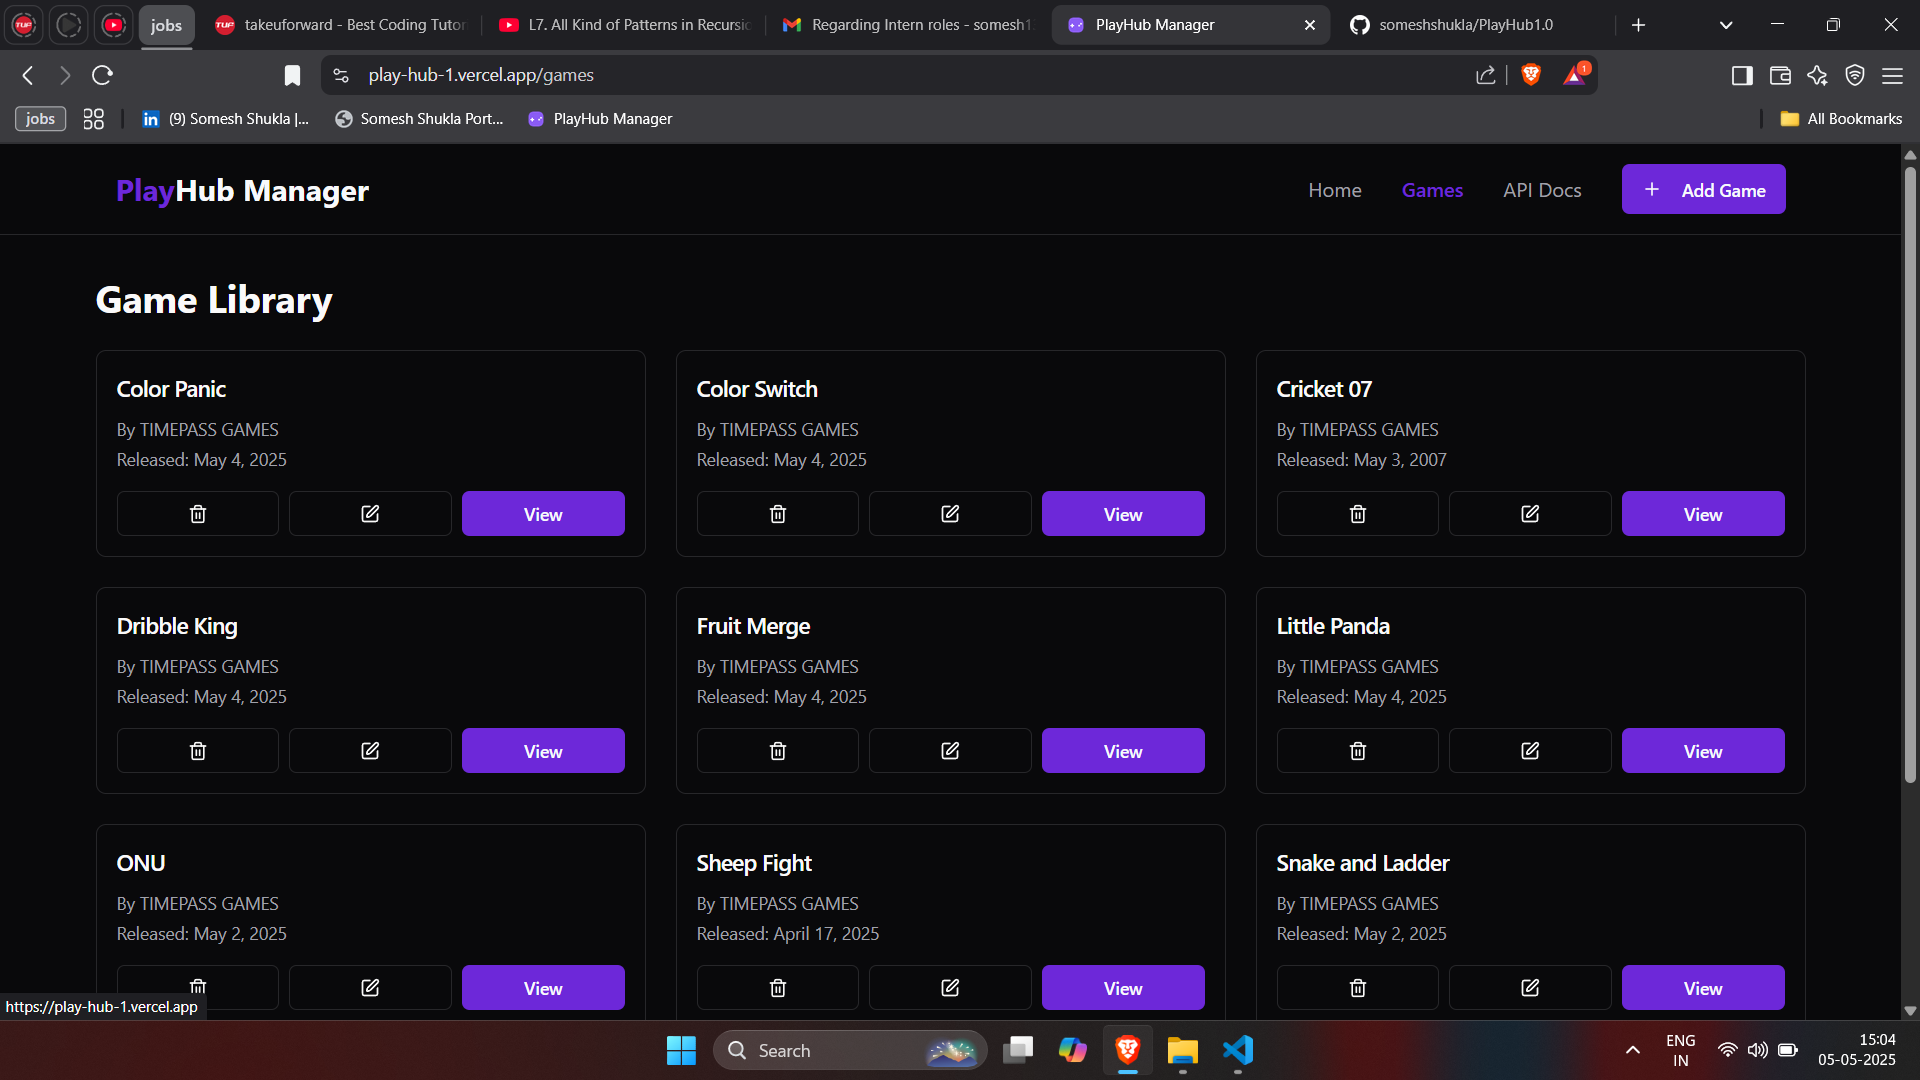 jobs
takeuforward - Best Coding Tutor
L7. All Kind of Patterns in Recursio
Regarding Intern roles - somesh1
PlayHub Manager
someshshukla/PlayHub1.0
play-hub-1.vercel.app/games
1
jobs
(9) Somesh Shukla |...
Somesh Shukla Port...
PlayHub Manager
All Bookmarks
PlayHub Manager
Home
Games
API Docs
+ Add Game
Game Library
Color Panic
By TIMEPASS GAMES
Released: May 4, 2025
View
Color Switch
By TIMEPASS GAMES
Released: May 4, 2025
View
Cricket 07
By TIMEPASS GAMES
Released: May 3, 2007
View
Dribble King
By TIMEPASS GAMES
Released: May 4, 2025
View
Fruit Merge
By TIMEPASS GAMES
Released: May 4, 2025
View
Little Panda
By TIMEPASS GAMES
Released: May 4, 2025
View
ONU
By TIMEPASS GAMES
Released: May 2, 2025
View
Sheep Fight
By TIMEPASS GAMES
Released: April 17, 2025
View
Snake and Ladder
By TIMEPASS GAMES
Released: May 2, 2025
View
https://play-hub-1.vercel.app
Search
ENG
IN
15:04
05-05-2025